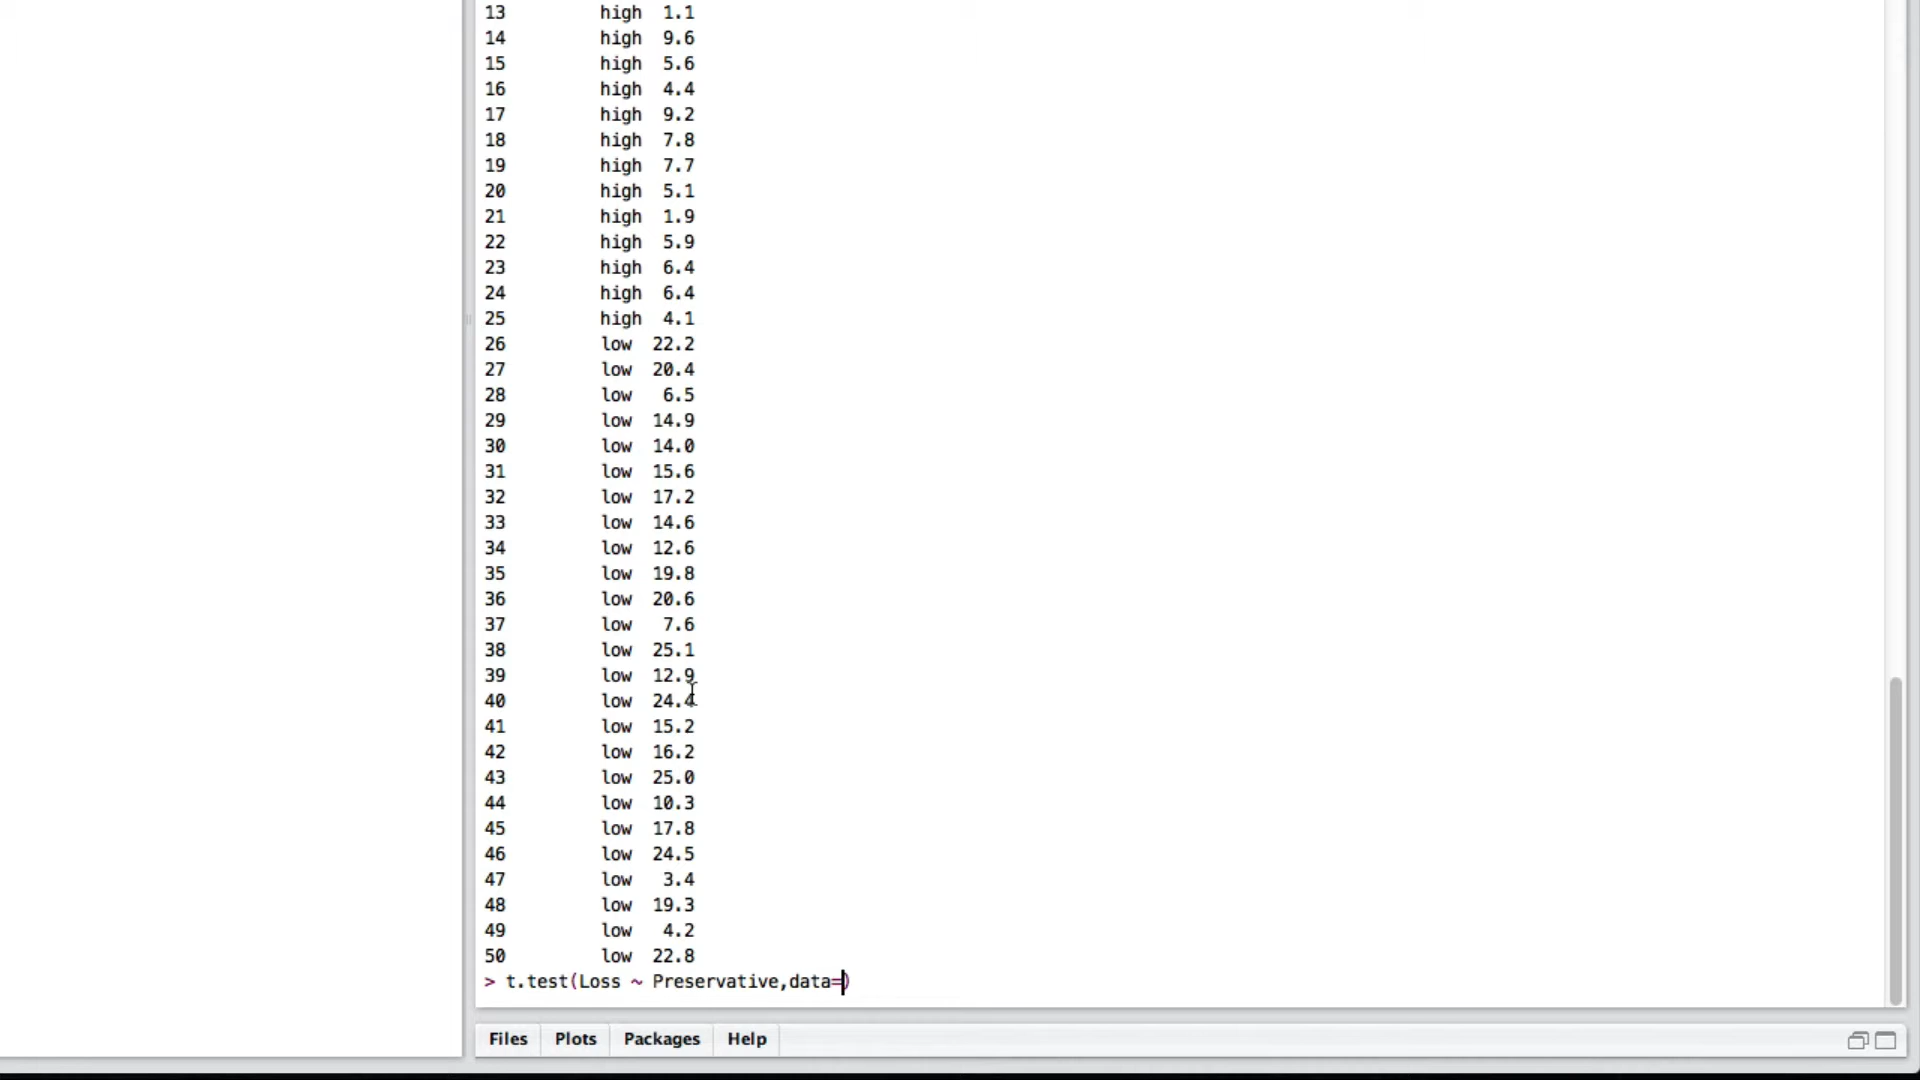 13 high 1.1
14 high 9.6
15 high 5.6
16 high 4.4
17 high 9.2
18 high 7.8
19 high 7.7
20 high 5.1
21 high 1.9
22 high 5.9
23 high 6.4
24 high 6.4
25 high 4.1
26 low 22.2
27 low 20.4
28 low 6.5
29 low 14.9
30 low 14.0
31 low 15.6
32 low 17.2
33 low 14.6
34 low 12.6
35 low 19.8
36 low 20.6
37 low 7.6
38 low 25.1
39 low 12.9
40 low 24.4
41 low 15.2
42 low 16.2
43 low 25.0
44 low 10.3
45 low 17.8
46 low 24.5
47 low 3.4
48 low 19.3
49 low 4.2
50 low 22.8
> t.test(Loss ~ Preservative,data=)
Files Plots Packages Help